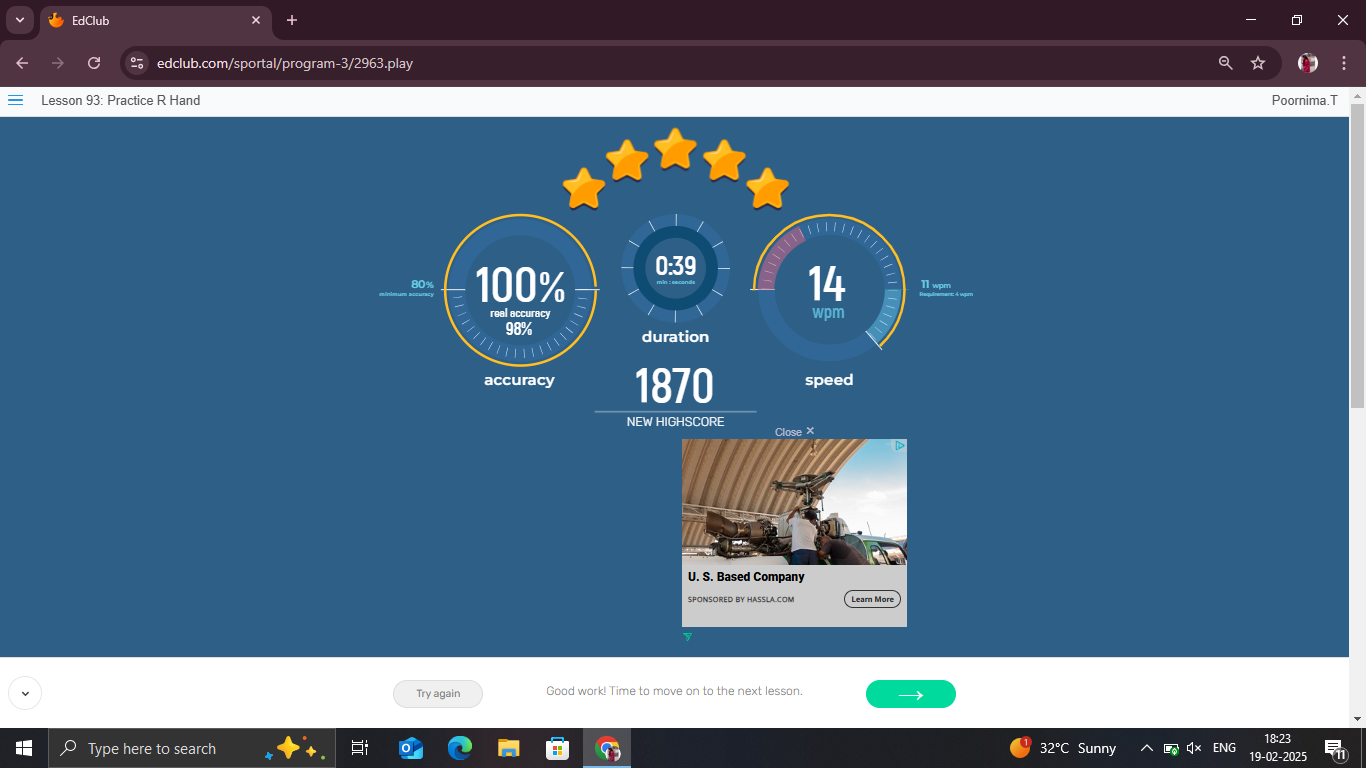 EdClub
edclub.com/sportal/program-3/2963.play
Lesson 93: Practice R Hand
Poornima.T
80%
minimum accuracy
100%
real accuracy
98%
accuracy
0:39
min : seconds
duration
14
wpm
speed
11 wpm
Requirement: 4 wpm
1870
NEW HIGHSCORE
Close ×
U. S. Based Company
SPONSORED BY HASSLA.COM
Learn More
Try again
Good work! Time to move on to the next lesson.
Type here to search
1
32°C Sunny
ENG
18:23
19-02-2025
11